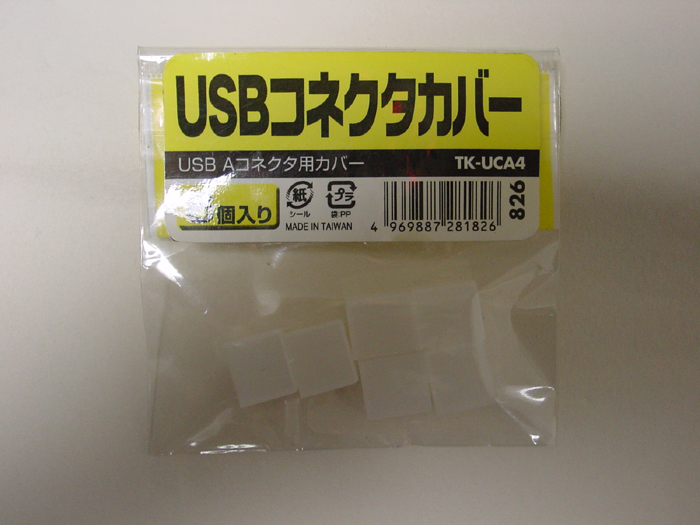 USBコネクタカバー
USB Aコネクタ用カバー
TK-UCA4
個入り
紙
シール
プラ
袋:PP
MADE IN TAIWAN
4 969887 281826
826